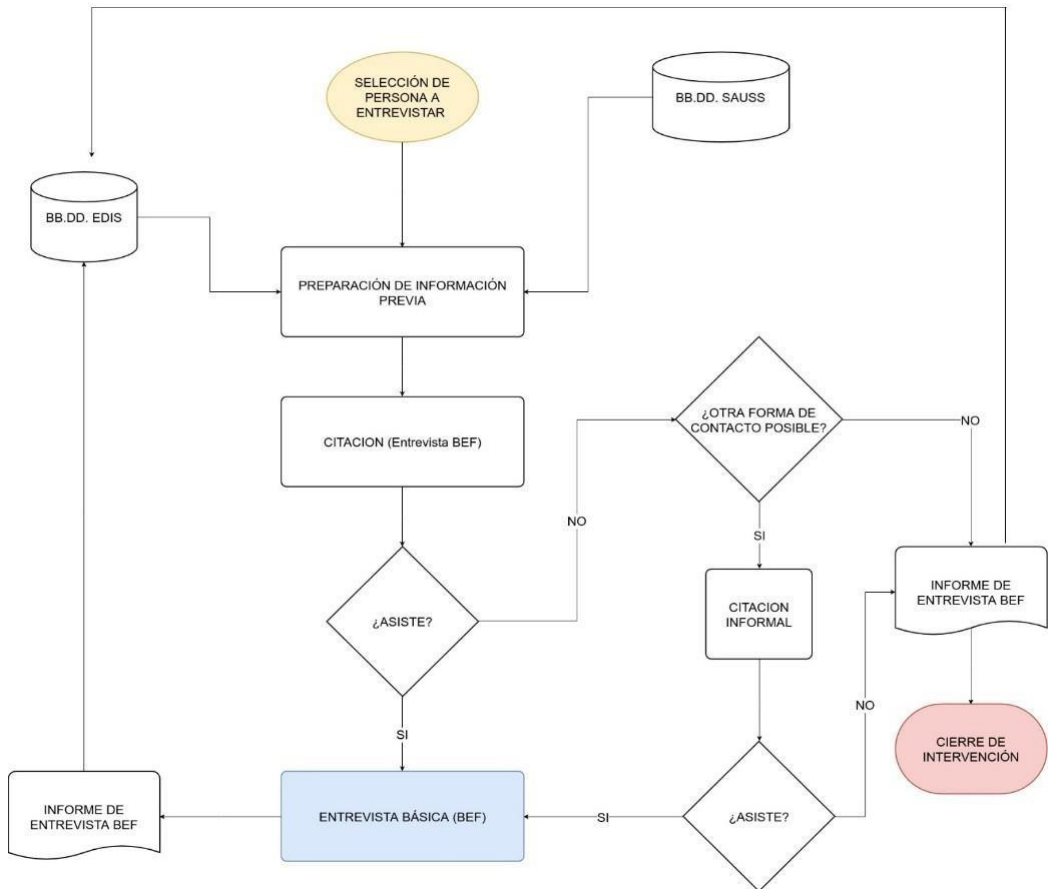 SELECCIÓN DE
PERSONA A
ENTREVISTAR
BB.DD. SAUSS
BB.DD. EDIS
PREPARACIÓN DE INFORMACIÓN
PREVIA
¿OTRA FORMA DE
CONTACTO POSIBLE?
NO
CITACION (Entrevista BEF)
NO
SI
¿ASISTE?
CITACION
INFORMAL
INFORME DE
ENTREVISTA BEF
NO
SI
CIERRE DE
INTERVENCIÓN
INFORME DE
ENTREVISTA BEF
ENTREVISTA BÁSICA (BEF)
SI
¿ASISTE?